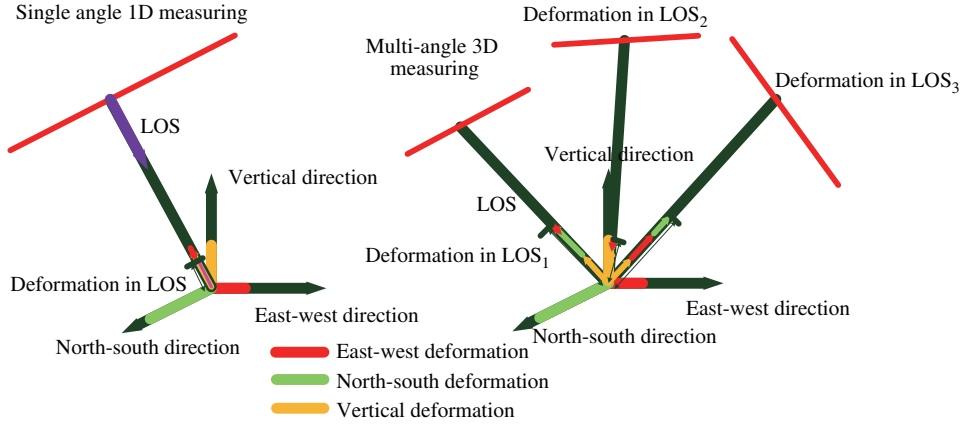 Single angle 1D measuring
LOS
Vertical direction
Deformation in LOS
East-west direction
North-south direction
Multi-angle 3D
measuring
Deformation in LOS₂
Deformation in LOS₃
Vertical direction
LOS
Deformation in LOS₁
East-west direction
North-south direction
East-west deformation
North-south deformation
Vertical deformation